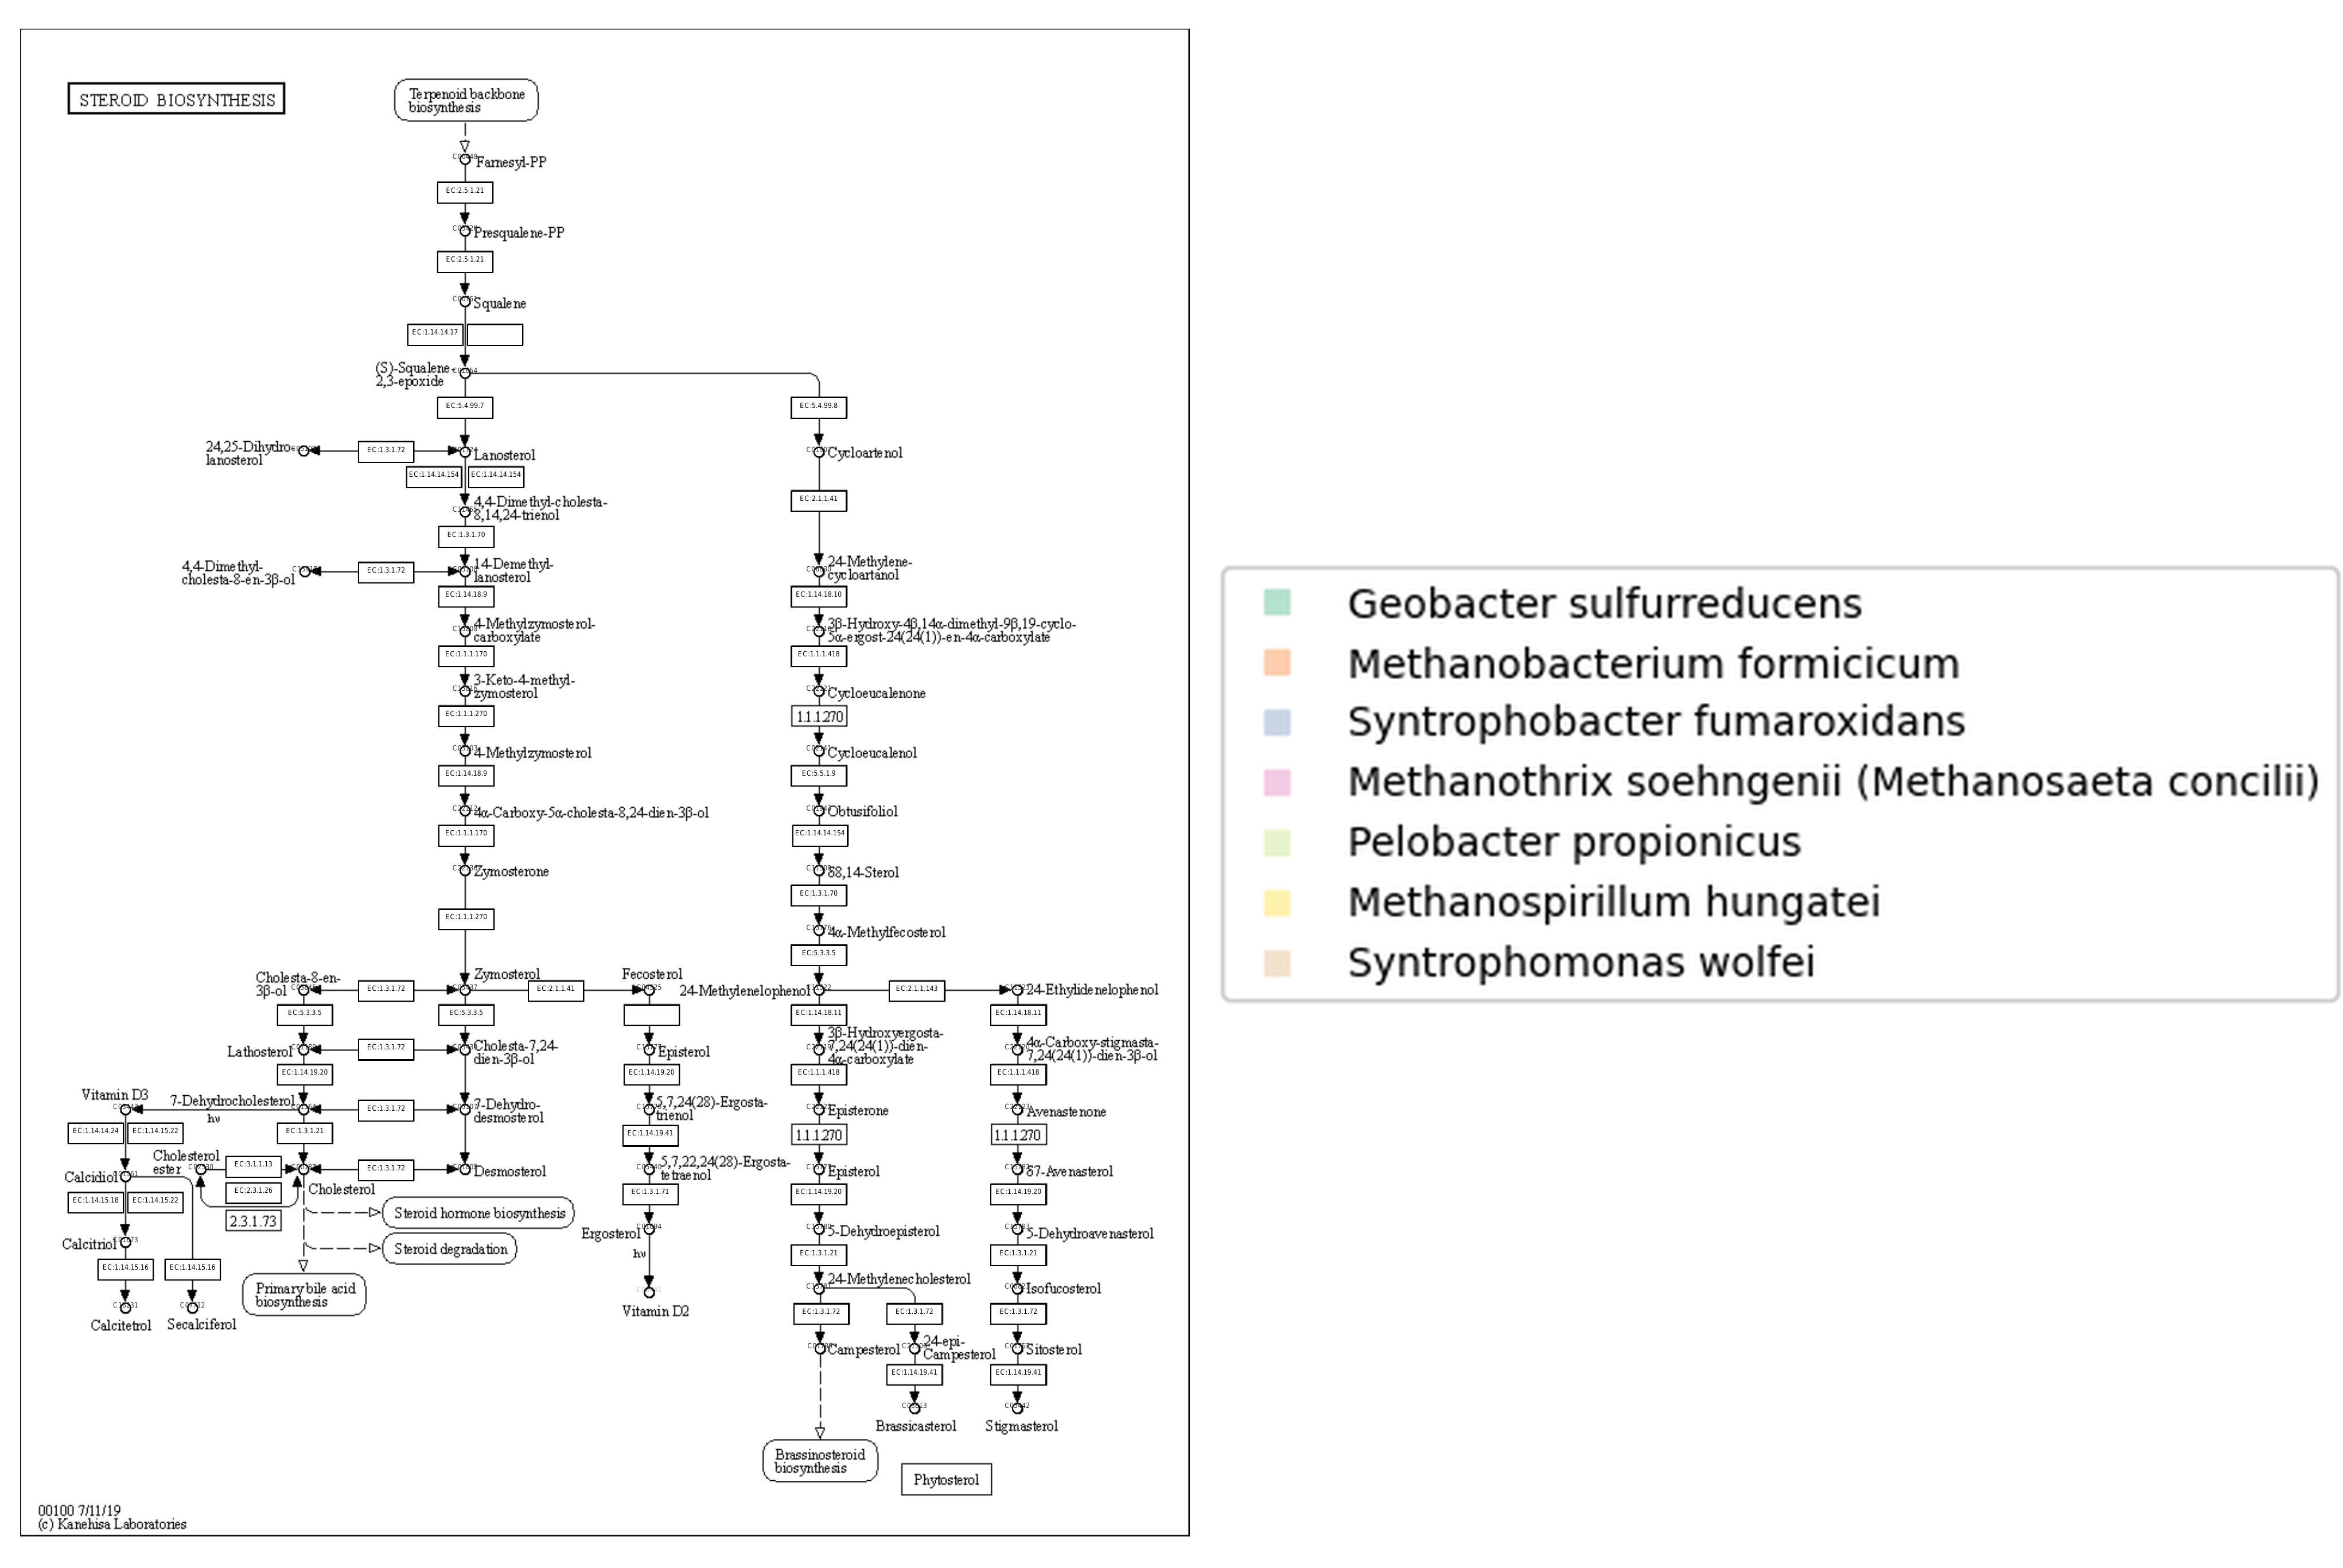 STEROID BIOSYNTHESIS
Terpenoid backbone
biosynthesis
Farnesyl-PP
EC:2.5.1.21
Presqualene-PP
EC:2.5.1.21
Squalene
EC:1.14.14.17
(S)-Squalene-
2,3-epoxide
EC:5.4.99.7
EC:5.4.99.8
24,25-Dihydro-
lanosterol
EC:1.3.1.72
Lanosterol
Cycloartenol
EC:1.14.14.154
EC:1.14.14.154
EC:2.1.1.41
4,4-Dimethyl-cholesta-
8,14,24-trienol
EC:1.3.1.70
4,4-Dimethyl-
cholesta-8-en-3β-ol
EC:1.3.1.72
14-Demethyl-
lanosterol
24-Methylene-
cycloartanol
EC:1.14.18.9
EC:1.14.18.10
4-Methylzymosterol-
carboxylate
3β-Hydroxy-4β,14α-dimethyl-9β,19-cyclo-
5α-ergost-24(24(1))-en-4α-carboxylate
EC:1.1.1.170
EC:1.1.1.418
3-Keto-4-methyl-
zymosterol
Cycloeucalenone
EC:1.1.1.270
1.1.1.270
4-Methylzymosterol
Cycloeucalenol
EC:1.14.18.9
EC:5.5.1.9
4α-Carboxy-5α-cholesta-8,24-dien-3β-ol
Obtusifoliol
EC:1.1.1.170
EC:1.14.14.154
Zymosterone
δ8,14-Sterol
EC:1.3.1.70
EC:1.1.1.270
4α-Methylfecosterol
EC:5.3.3.5
Cholesta-8-en-
3β-ol
EC:1.3.1.72
Zymosterol
EC:2.1.1.41
Fecosterol
24-Methylenelophenol
EC:2.1.1.143
24-Ethylidenelophenol
EC:5.3.3.5
EC:5.3.3.5
EC:1.14.18.11
EC:1.14.18.11
Lathosterol
EC:1.3.1.72
Cholesta-7,24-
dien-3β-ol
Episterol
3β-Hydroxyergosta-
7,24(24(1))-dien-
4α-carboxylate
4α-Carboxy-stigmasta-
7,24(24(1))-dien-3β-ol
EC:1.14.19.20
EC:1.14.19.20
EC:1.1.1.418
EC:1.1.1.418
Vitamin D3
7-Dehydrocholesterol
hν
EC:1.3.1.72
7-Dehydro-
desmosterol
5,7,24(28)-Ergosta-
trienol
Episterone
Avenastenone
EC:1.14.14.24
EC:1.14.15.22
EC:1.3.1.21
EC:1.14.19.41
1.1.1.270
1.1.1.270
Calcidiol
Cholesterol
ester
EC:3.1.1.13
EC:1.3.1.72
Desmosterol
5,7,22,24(28)-Ergosta-
tetraenol
Episterol
δ7-Avenasterol
EC:1.14.15.18
EC:1.14.15.22
EC:2.3.1.26
Cholesterol
EC:1.3.1.71
EC:1.14.19.20
EC:1.14.19.20
2.3.1.73
Steroid hormone biosynthesis
Calcitriol
Steroid degradation
Ergosterol
hν
5-Dehydroepisterol
5-Dehydroavenasterol
EC:1.14.15.16
EC:1.14.15.16
EC:1.3.1.21
EC:1.3.1.21
Primary bile acid
biosynthesis
24-Methylenecholesterol
Isofucosterol
Calcitetrol
Secalciferol
Vitamin D2
EC:1.3.1.72
EC:1.3.1.72
EC:1.3.1.72
Campesterol
24-epi-
Campesterol
Sitosterol
EC:1.14.19.41
EC:1.14.19.41
Brassicasterol
Stigmasterol
Brassinosteroid
biosynthesis
Phytosterol
00100 7/11/19
(c) Kanehisa Laboratories
Geobacter sulfurreducens
Methanobacterium formicicum
Syntrophobacter fumaroxidans
Methanothrix soehngenii (Methanosaeta concilii)
Pelobacter propionicus
Methanospirillum hungatei
Syntrophomonas wolfei